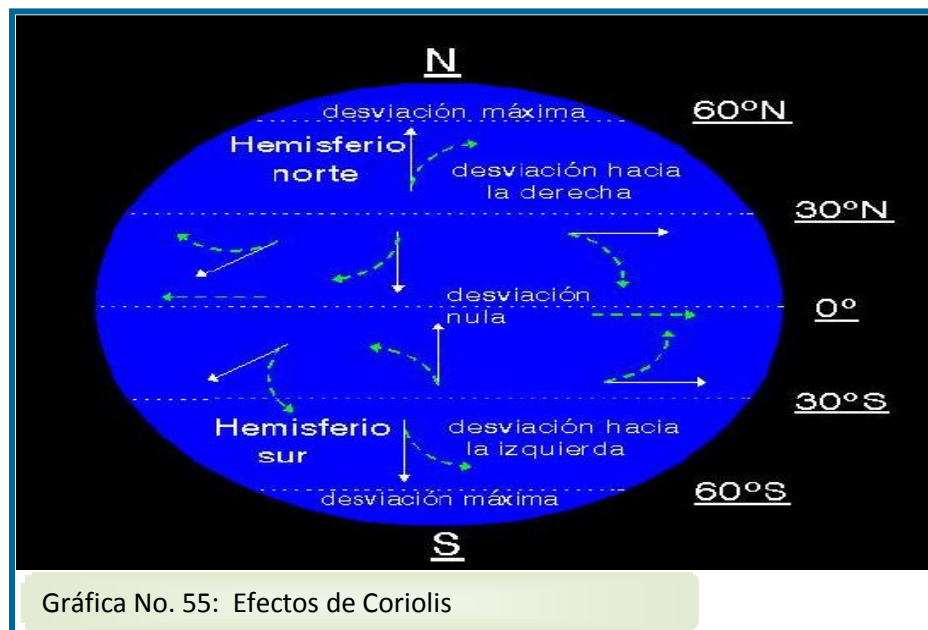 N
desviación máxima
60ºN
Hemisferio
norte
desviación hacia
la derecha
30ºN
desviación
nula
0º
30ºS
Hemisferio
sur
desviación hacia
la izquierda
desviación máxima
60ºS
S
Gráfica No. 55: Efectos de Coriolis